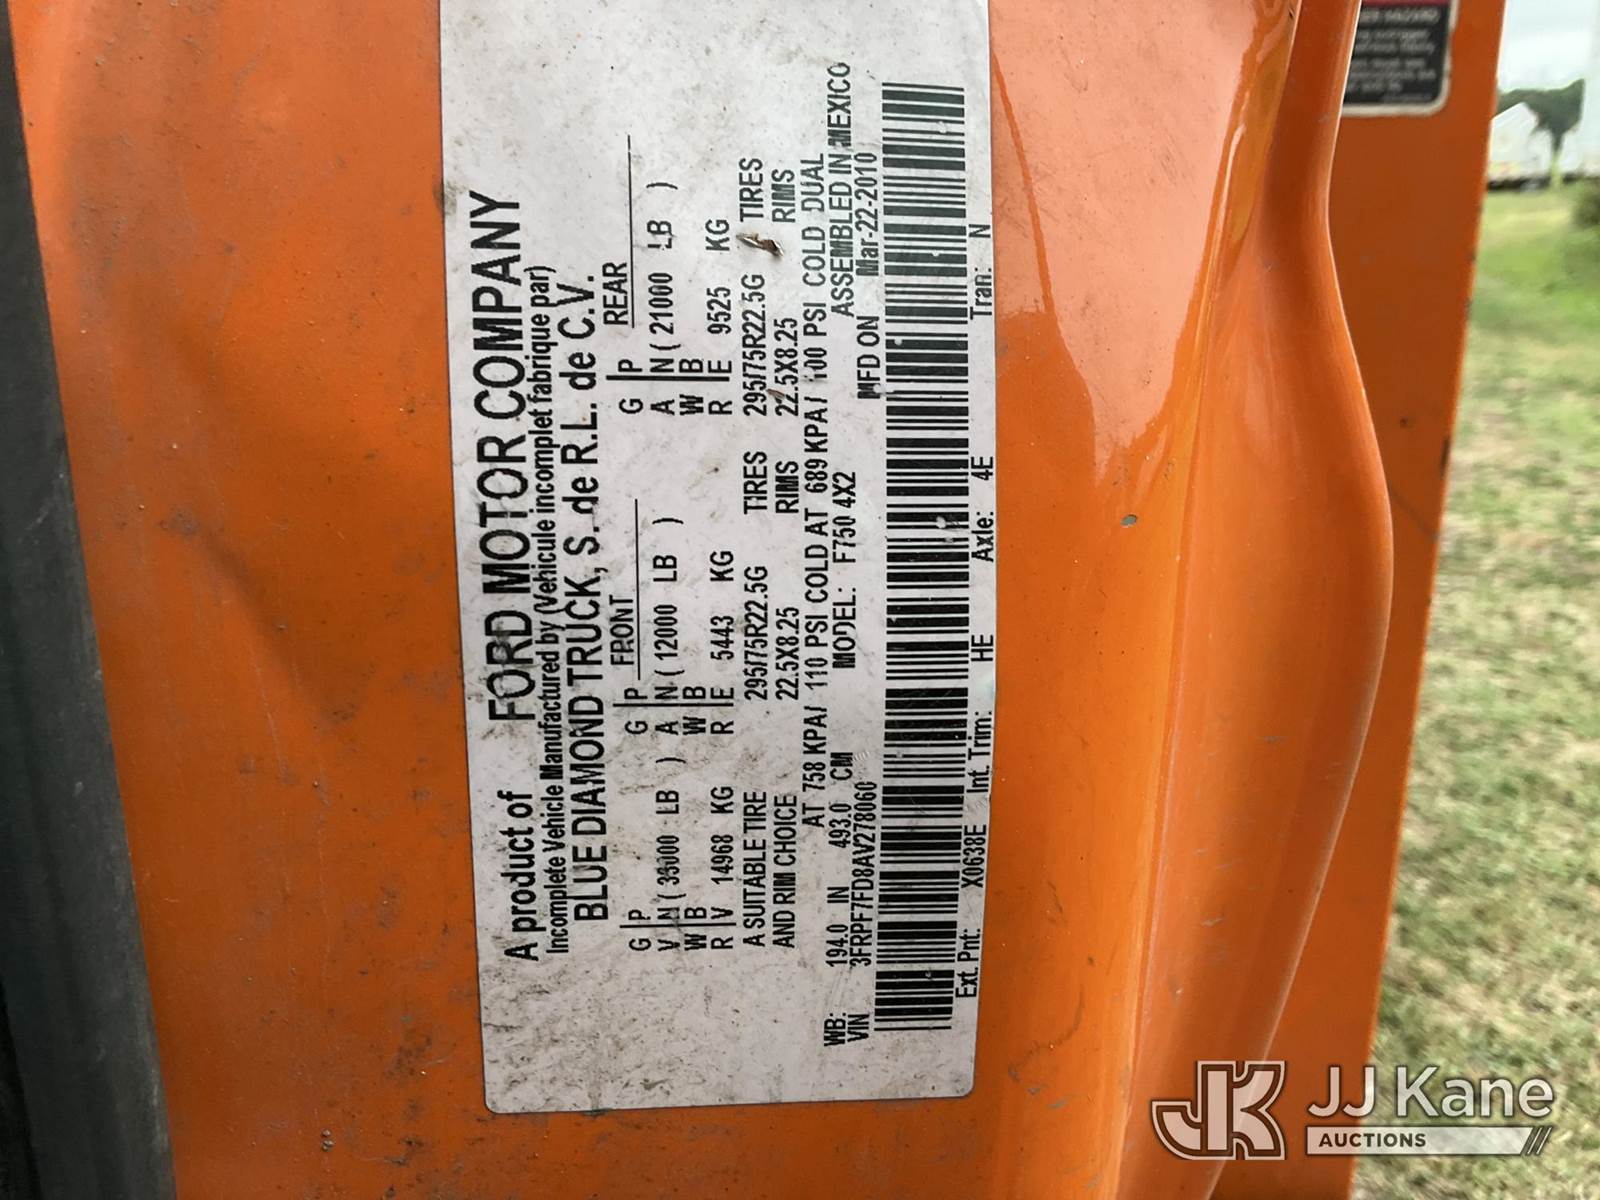 A product of FORD MOTOR COMPANY
Incomplete Vehicle Manufactured by (Vehicule incomplet fabrique par)
BLUE DIAMOND TRUCK, S. de R.L. de C.V.
FRONT REAR
G P G P G P
V N ( 33000 LB ) A N ( 12000 LB ) A N ( 21000 LB )
W B W B W B
R V 14968 KG R E 5443 KG R E 9525 KG
A SUITABLE TIRE 295/75R22.5G TIRES 295/75R22.5G TIRES
AND RIM CHOICE 22.5X8.25 RIMS 22.5X8.25 RIMS
AT 758 KPA/ 110 PSI COLD AT 689 KPA/ 100 PSI COLD DUAL
WB: 194.0 IN 493.0 CM MODEL: F750 4X2 ASSEMBLED IN MEXICO
VIN 3FRPF7FD8AV278060 MFD ON Mar-22-2010
Ext. Pnt: X0638E Int. Trim: HE Axle: 4E Tran: N
JK JJ Kane
AUCTIONS